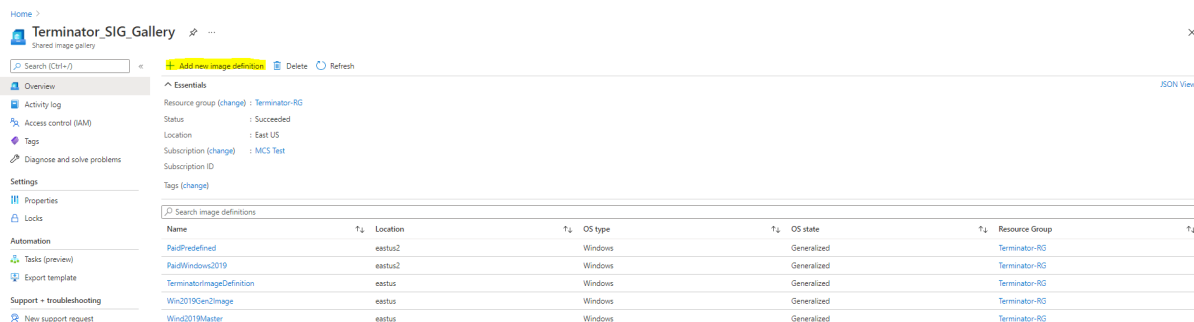 Home >
Terminator_SIG_Gallery ...
Shared image gallery
Search (Ctrl+/) «
Overview
Activity log
Access control (IAM)
Tags
Diagnose and solve problems
Settings
Properties
Locks
Automation
Tasks (preview)
Export template
Support + troubleshooting
New support request
+ Add new image definition Delete Refresh
Essentials JSON View
Resource group (change) : Terminator-RG
Status : Succeeded
Location : East US
Subscription (change) : MCS Test
Subscription ID
Tags (change)
Search image definitions
Name ↑↓ Location ↑↓ OS type ↑↓ OS state ↑↓ Resource Group ↑↓
PaidPredefined eastus2 Windows Generalized Terminator-RG
PaidWindows2019 eastus2 Windows Generalized Terminator-RG
TerminatorImageDefinition eastus Windows Generalized Terminator-RG
Win2019Gen2Image eastus Windows Generalized Terminator-RG
Wind2019Master eastus Windows Generalized Terminator-RG